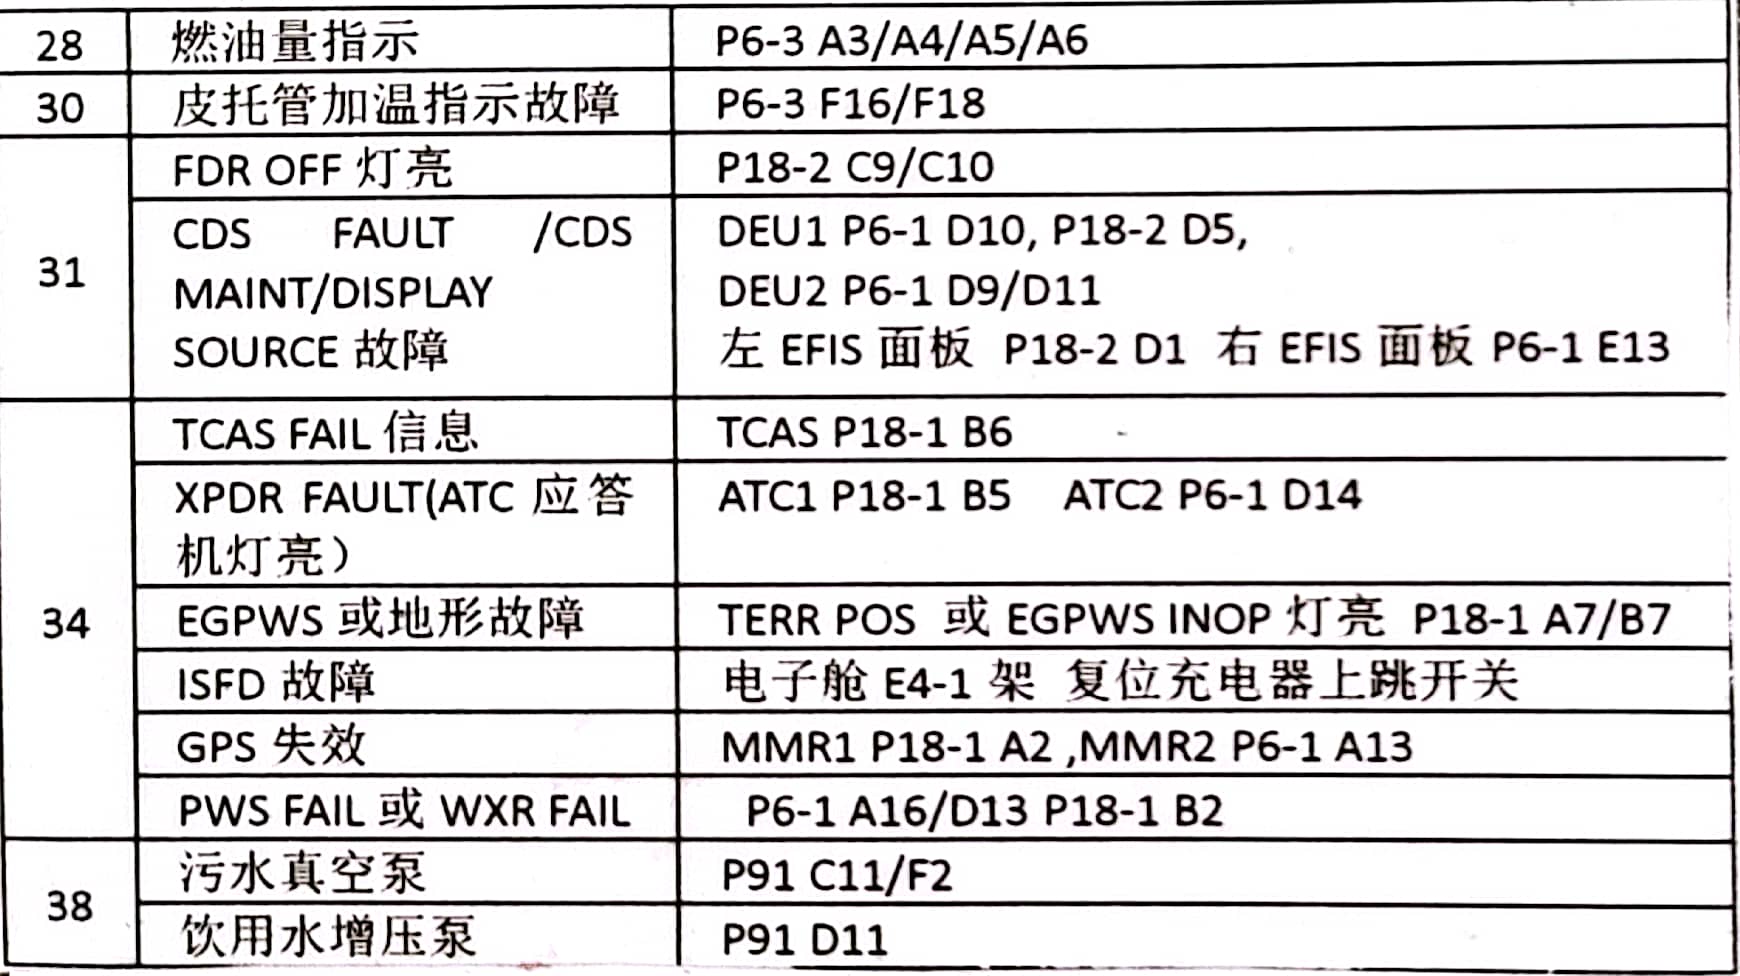 28 燃油量指示 P6-3 A3/A4/A5/A6
30 皮托管加温指示故障 P6-3 F16/F18
31
FDR OFF 灯亮 P18-2 C9/C10
CDS FAULT /CDS
MAINT/DISPLAY
SOURCE 故障
DEU1 P6-1 D10, P18-2 D5,
DEU2 P6-1 D9/D11
左 EFIS 面板 P18-2 D1 右 EFIS 面板 P6-1 E13
34
TCAS FAIL 信息 TCAS P18-1 B6
XPDR FAULT(ATC 应答
机灯亮）
ATC1 P18-1 B5 ATC2 P6-1 D14
EGPWS 或地形故障 TERR POS 或 EGPWS INOP 灯亮 P18-1 A7/B7
ISFD 故障 电子舱 E4-1 架 复位充电器上跳开关
GPS 失效 MMR1 P18-1 A2 ,MMR2 P6-1 A13
PWS FAIL 或 WXR FAIL P6-1 A16/D13 P18-1 B2
38
污水真空泵 P91 C11/F2
饮用水增压泵 P91 D11